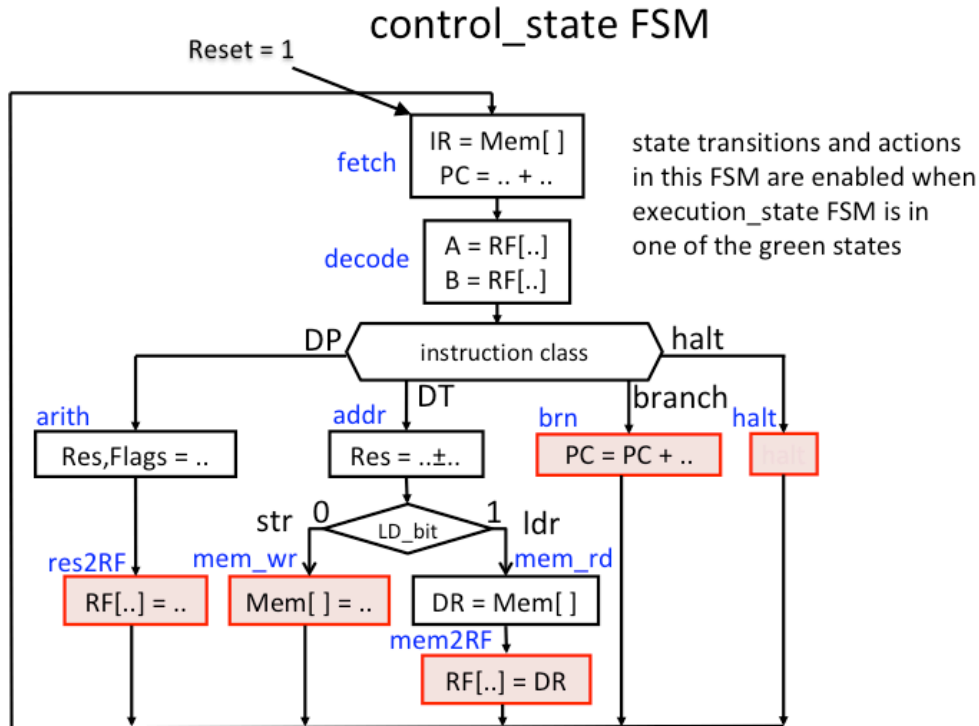 control_state FSM
Reset = 1
IR = Mem[ ]
PC = .. + ..
fetch
state transitions and actions
in this FSM are enabled when
execution_state FSM is in
one of the green states
decode
A = RF[..]
B = RF[..]
DP
instruction class
halt
DT
branch
arith
addr
brn
halt
Res,Flags = ..
Res = ..±..
PC = PC + ..
halt
str
0
LD_bit
1
ldr
res2RF
mem_wr
mem_rd
RF[..] = ..
Mem[ ] = ..
DR = Mem[ ]
mem2RF
RF[..] = DR